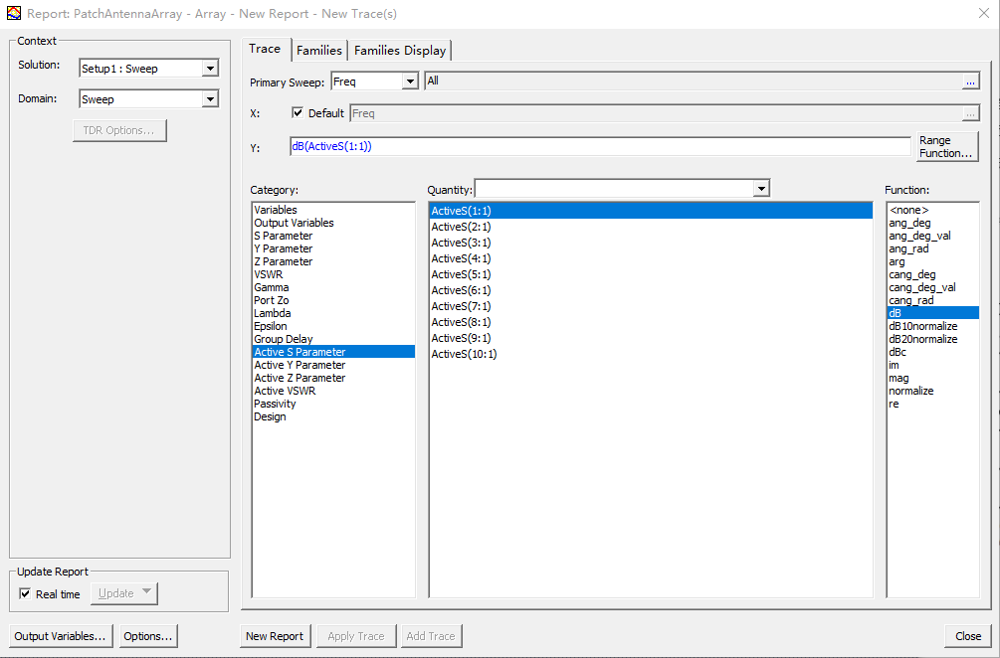 Report: PatchAntennaArray - Array - New Report - New Trace(s)
Context
Solution:
Setup1 : Sweep
Domain:
Sweep
TDR Options...
Update Report
Real time
Update
Output Variables...
Options...
Trace
Families
Families Display
Primary Sweep:
Freq
All
...
X:
Default
Freq
...
Y:
dB(ActiveS(1:1))
Range
Function...
Category:
Variables
Output Variables
S Parameter
Y Parameter
Z Parameter
VSWR
Gamma
Port Zo
Lambda
Epsilon
Group Delay
Active S Parameter
Active Y Parameter
Active Z Parameter
Active VSWR
Passivity
Design
Quantity:
ActiveS(1:1)
ActiveS(2:1)
ActiveS(3:1)
ActiveS(4:1)
ActiveS(5:1)
ActiveS(6:1)
ActiveS(7:1)
ActiveS(8:1)
ActiveS(9:1)
ActiveS(10:1)
Function:
<none>
ang_deg
ang_deg_val
ang_rad
arg
cang_deg
cang_deg_val
cang_rad
dB
dB10normalize
dB20normalize
dBc
im
mag
normalize
re
New Report
Apply Trace
Add Trace
Close